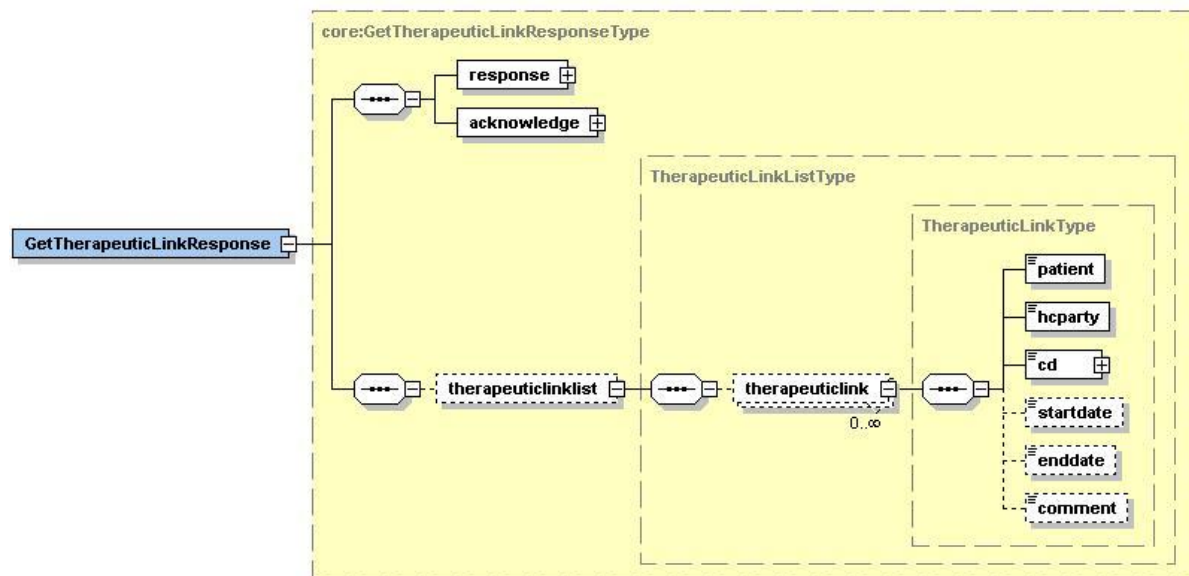 core:GetTherapeuticLinkResponseType
response
acknowledge
TherapeuticLinkListType
TherapeuticLinkType
GetTherapeuticLinkResponse
patient
hcparty
cd
therapeuticlinklist
therapeuticlink
0..∞
startdate
enddate
comment